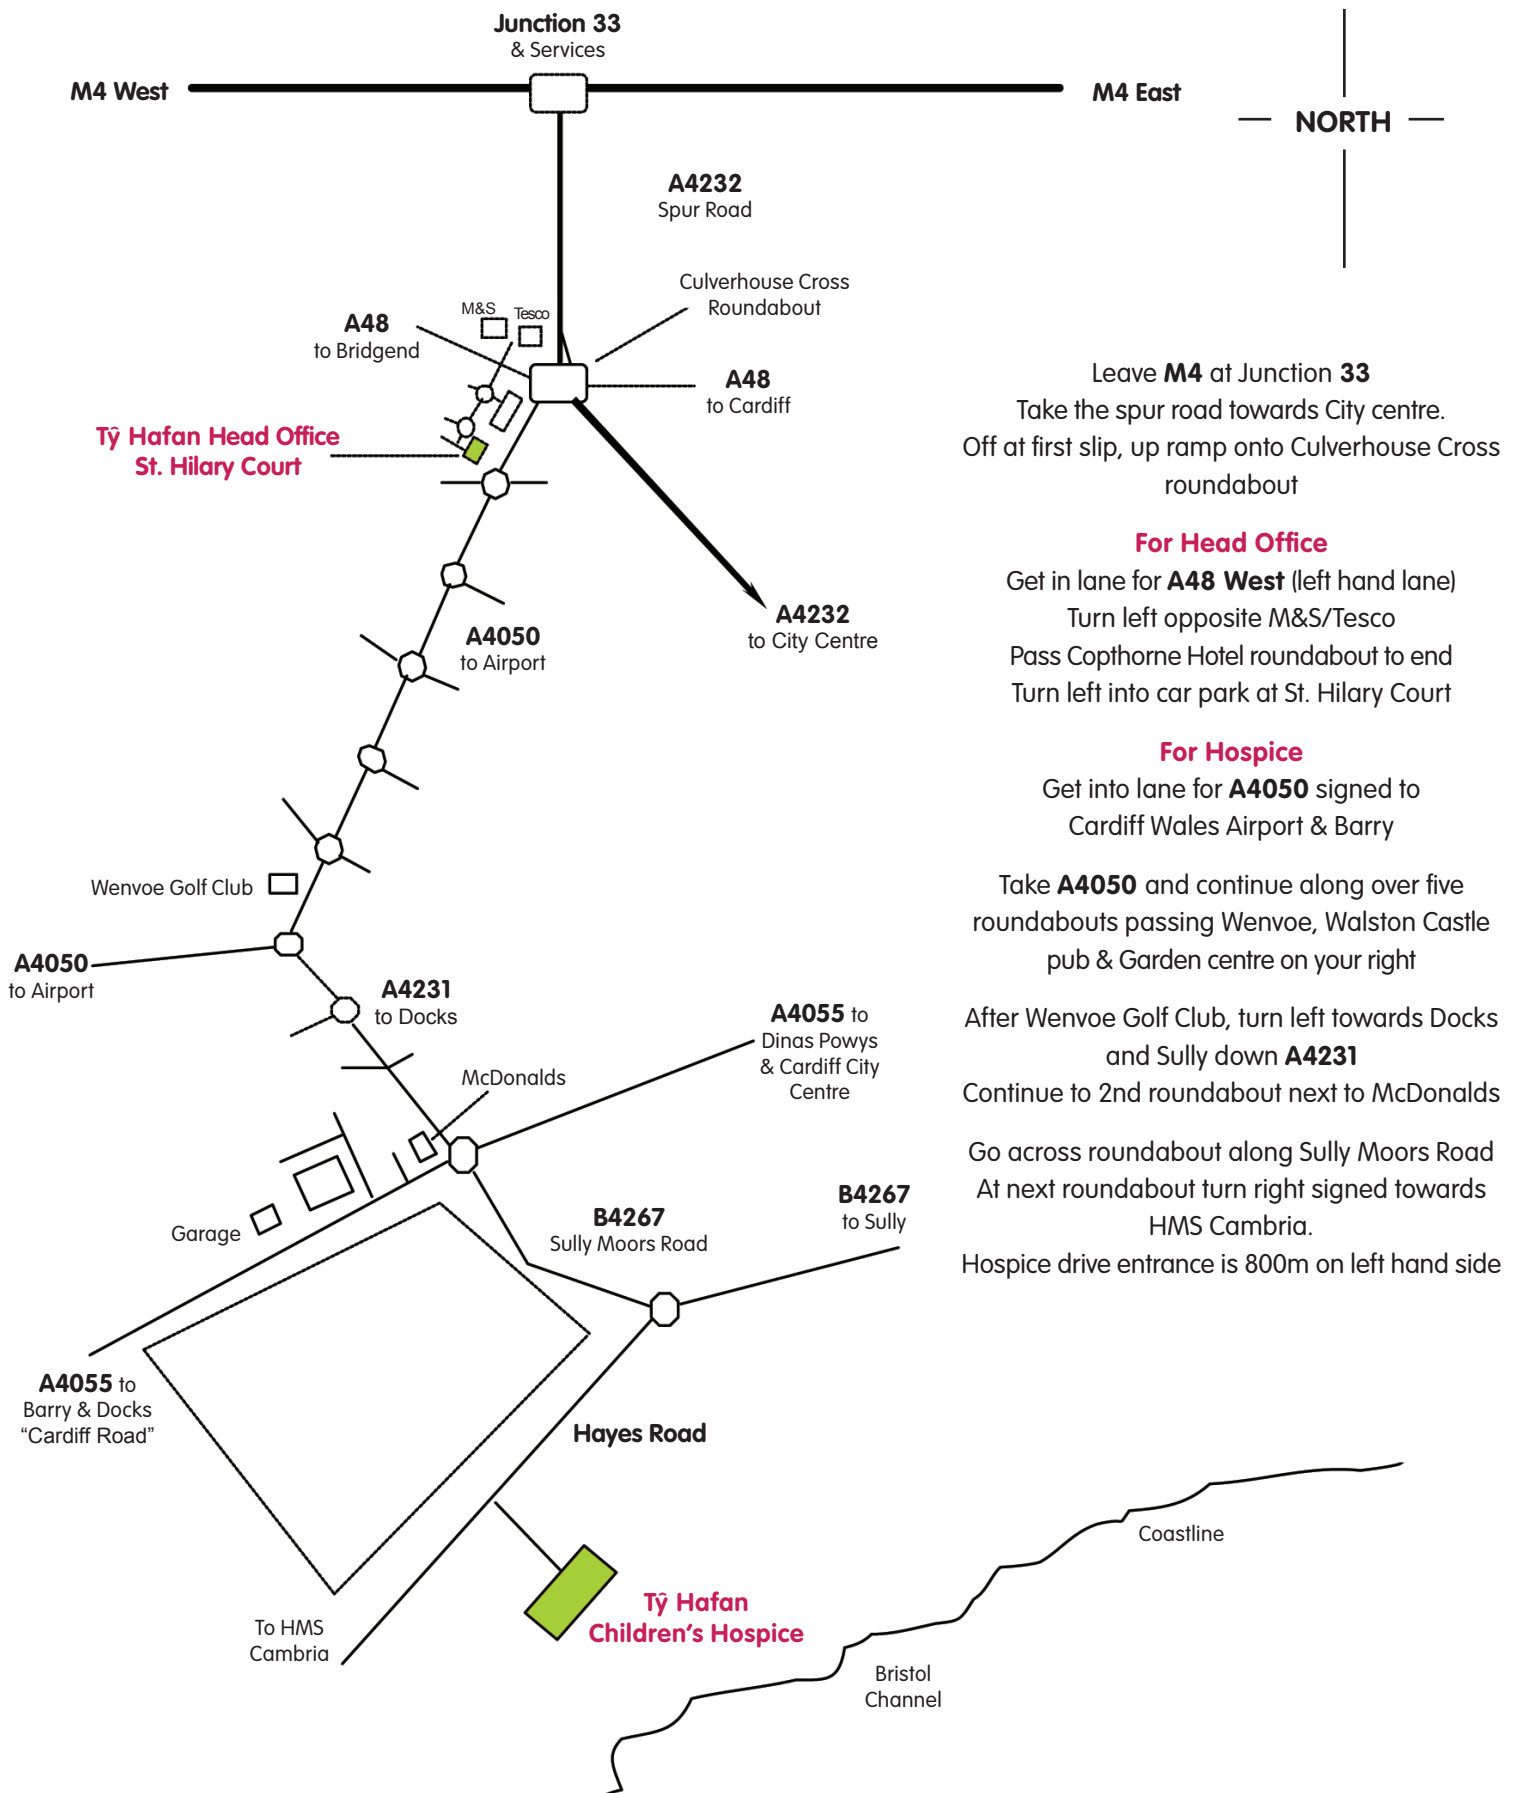 Junction 33
& Services
M4 West
M4 East
NORTH
A4232
Spur Road
Culverhouse Cross
Roundabout
M&S
Tesco
A48
to Bridgend
A48
to Cardiff
Tŷ Hafan Head Office
St. Hilary Court
A4232
to City Centre
A4050
to Airport
Wenvoe Golf Club
A4050
to Airport
A4231
to Docks
A4055 to
Dinas Powys
& Cardiff City
Centre
McDonalds
Garage
B4267
Sully Moors Road
B4267
to Sully
A4055 to
Barry & Docks
“Cardiff Road”
Hayes Road
To HMS
Cambria
Tŷ Hafan
Children’s Hospice
Coastline
Bristol
Channel
Leave M4 at Junction 33
Take the spur road towards City centre.
Off at first slip, up ramp onto Culverhouse Cross
roundabout
For Head Office
Get in lane for A48 West (left hand lane)
Turn left opposite M&S/Tesco
Pass Copthorne Hotel roundabout to end
Turn left into car park at St. Hilary Court
For Hospice
Get into lane for A4050 signed to
Cardiff Wales Airport & Barry
Take A4050 and continue along over five
roundabouts passing Wenvoe, Walston Castle
pub & Garden centre on your right
After Wenvoe Golf Club, turn left towards Docks
and Sully down A4231
Continue to 2nd roundabout next to McDonalds
Go across roundabout along Sully Moors Road
At next roundabout turn right signed towards
HMS Cambria.
Hospice drive entrance is 800m on left hand side